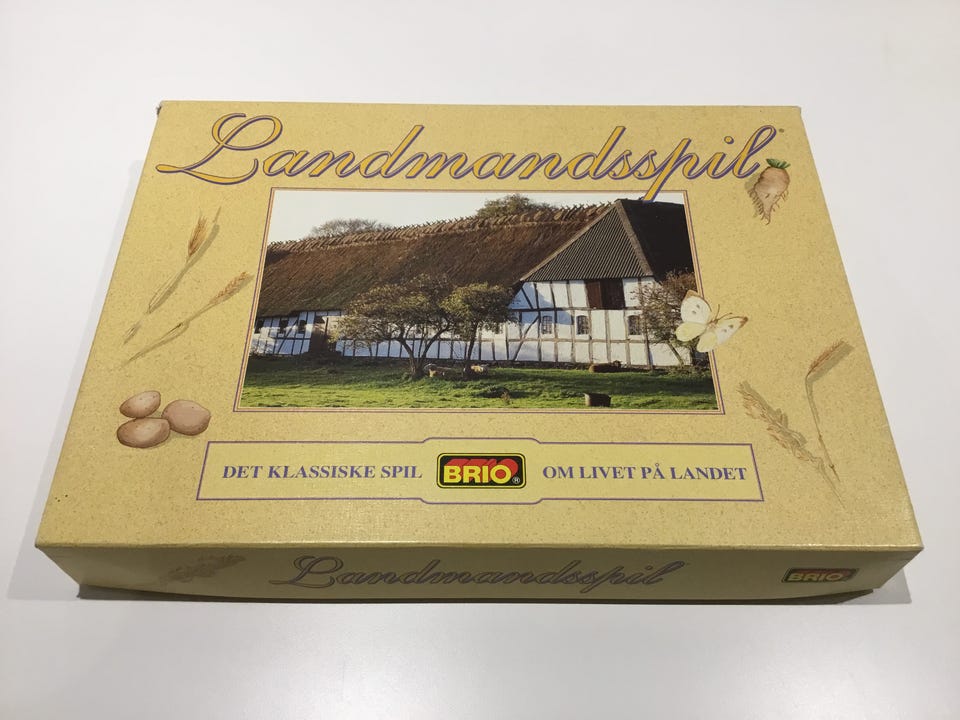 Landmandsspil
DET KLASSISKE SPIL BRIO® OM LIVET PÅ LANDET
Landmandsspil BRIO